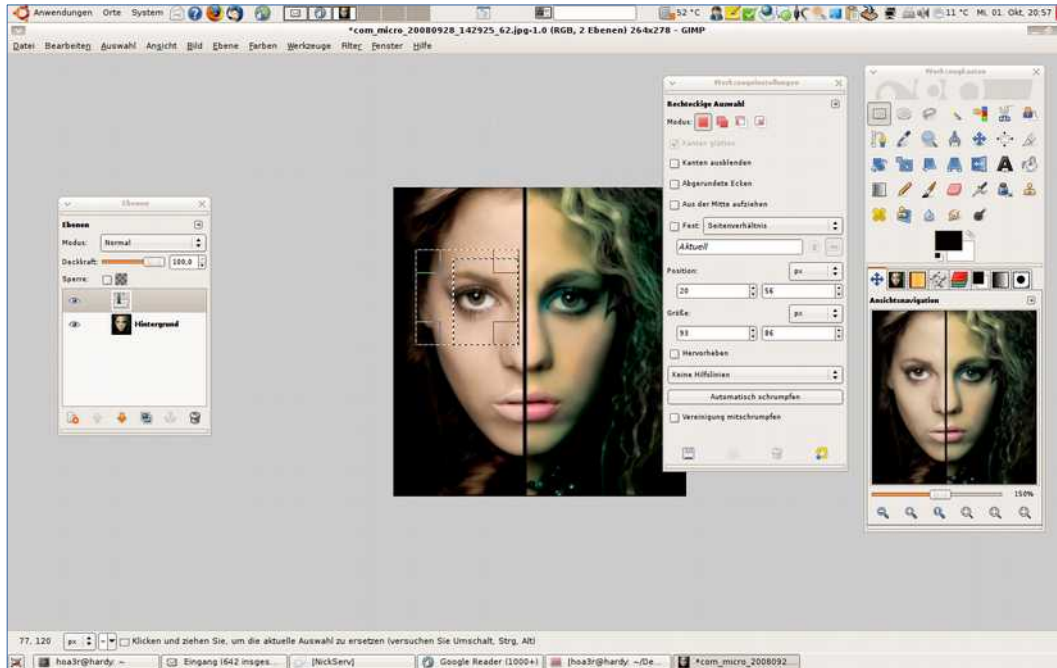 Anwendungen Orte System
52 °C
11 °C Mi. 01. Okt, 20:57
*com_micro_20080928_142925_62.jpg-1.0 (RGB, 2 Ebenen) 264x278 – GIMP
Datei Bearbeiten Auswahl Ansicht Bild Ebene Farben Werkzeuge Filter Fenster Hilfe
Ebenen
Ebenen
Modus: Normal
Deckkraft: 100,0
Sperre:
Hintergrund
Werkzeugeinstellungen
Rechteckige Auswahl
Modus:
Kanten glätten
Kanten ausblenden
Abgerundete Ecken
Aus der Mitte aufziehen
Fest: Seitenverhältnis
Aktuell
Position: px
20 56
Größe: px
93 86
Hervorheben
Keine Hilfslinien
Automatisch schrumpfen
Vereinigung mitschrumpfen
Werkzeugkasten
Ansichtsnavigation
150%
77, 120 px Klicken und ziehen Sie, um die aktuelle Auswahl zu ersetzen (versuchen Sie Umschalt, Strg, Alt)
hoa3r@hardy: ~
Eingang (642 insges...
[NickServ]
Google Reader (1000+)
[hoa3r@hardy: ~/De...
*com_micro_2008092...